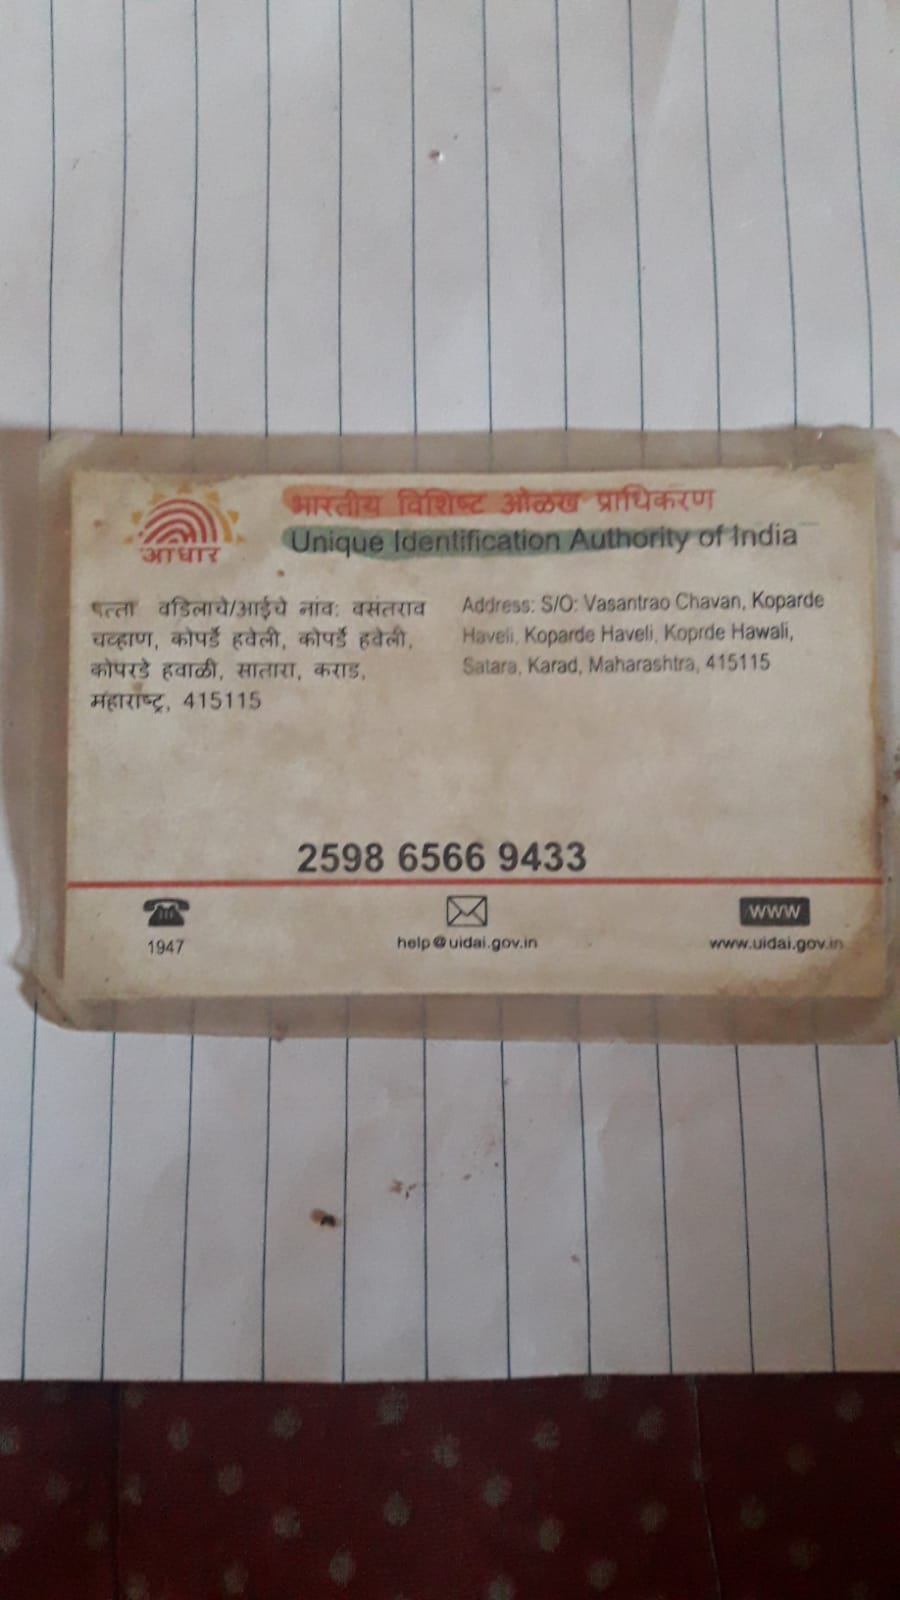 आधार
भारतीय विशिष्ट ओळख प्राधिकरण
Unique Identification Authority of India
पत्ता वडिलाचे/आईचे नांव: वसंतराव
चव्हाण, कोपर्डे हवेली, कोपर्डे हवेली,
कोपरडे हवाळी, सातारा, कराड,
महाराष्ट्र, 415115
Address: S/O: Vasantrao Chavan, Koparde
Haveli, Koparde Haveli, Koprde Hawali,
Satara, Karad, Maharashtra, 415115
2598 6566 9433
1947
help@uidai.gov.in
WWW
www.uidai.gov.in